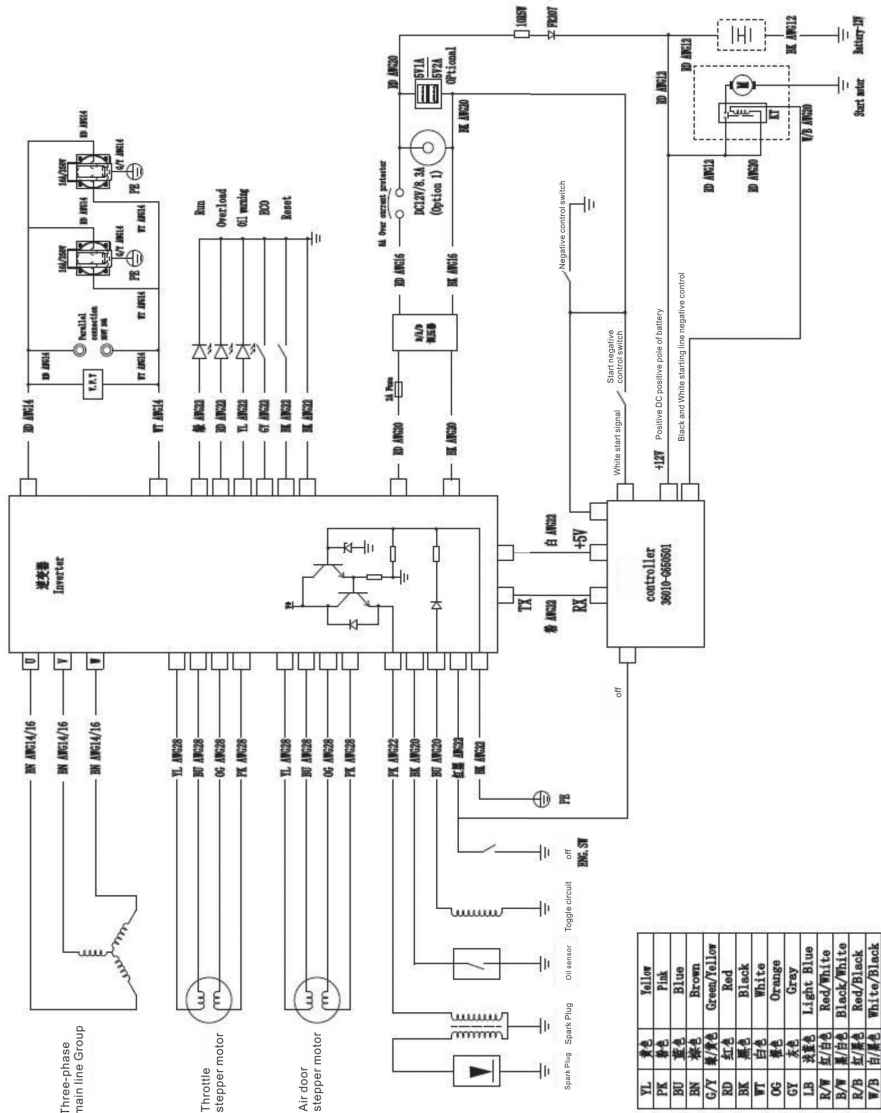 Three-phase
main line Group
Throttle
stepper motor
Air door
stepper motor
BN AWG14/16
BN AWG14/16
BN AWG14/16
YL AWG28
BU AWG28
OG AWG28
PK AWG28
YL AWG28
BU AWG28
OG AWG28
PK AWG28
PK AWG22
BK AWG20
BU AWG20
AWG22
BK AWG22
PE
Spark Plug
Spark Plug
Oil sensor
Toggle circuit
off
ENG.SW
U
V
W
逆变器
Inverter
V+
TX
粉 AWG22
RX
白 AWG22
+5V
controller
36010-G650501
off
RD AWG14
WT AWG14
RD AWG14
WT AWG14
V.P.T
Parallel
connection
16A/250V
RD AWG14
G/Y AWG14
PE
WT AWG14
16A/250V
RD AWG14
G/Y AWG14
PE
WT AWG14
绿 AWG22
RD AWG22
YL AWG22
GY AWG22
BK AWG22
BK AWG22
Run
Overload
Oil warning
ECO
Reset
RD AWG20
BK AWG20
2A Fuse
RD AWG16
BK AWG16
8A Over current protector
DC12V/8.3A
(Option 1)
RD AWG20
5V1A
5V2A
OPtional
BK AWG20
10R5W
FR207
Negative control switch
White start signal
Start negative
control switch
+12V
Positive DC positive pole of battery
Black and White starting line negative control
RD AWG12
RD AWG12
RD AWG12
RD AWG20
KT
M
W/B AWG20
Start motor
BK AWG12
Battery-12V
YL 黄色 Yellow
PK 粉色 Pink
BU 蓝色 Blue
BN 棕色 Brown
G/Y 绿/黄色 Green/Yellow
RD 红色 Red
BK 黑色 Black
WT 白色 White
OG 橙色 Orange
GY 灰色 Gray
LB 浅蓝色 Light Blue
R/W 红/白色 Red/White
B/W 黑/白色 Black/White
R/B 红/黑色 Red/Black
W/B 白/黑色 White/Black